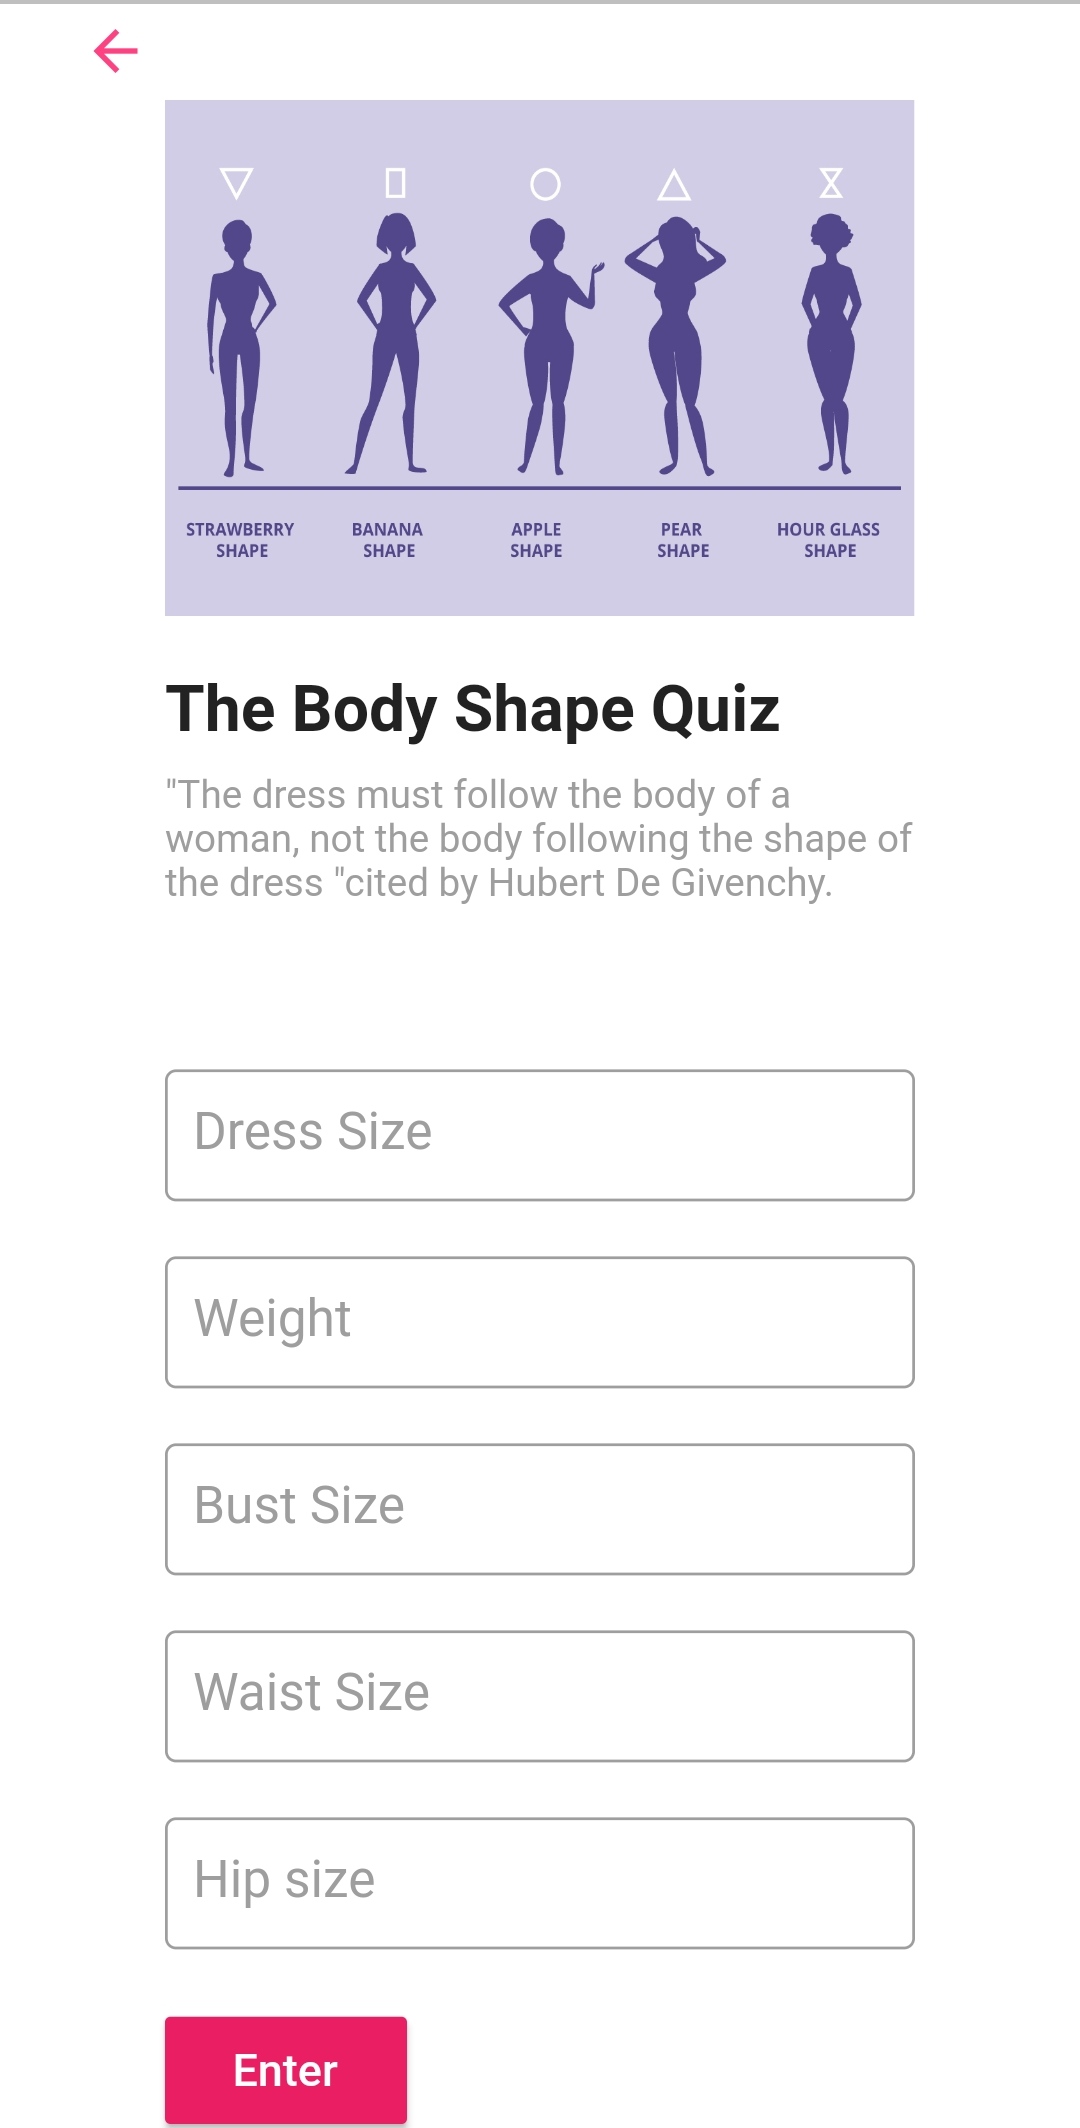 STRAWBERRY SHAPE
BANANA SHAPE
APPLE SHAPE
PEAR SHAPE
HOUR GLASS SHAPE
The Body Shape Quiz
"The dress must follow the body of a
woman, not the body following the shape of
the dress "cited by Hubert De Givenchy.
Dress Size
Weight
Bust Size
Waist Size
Hip size
Enter